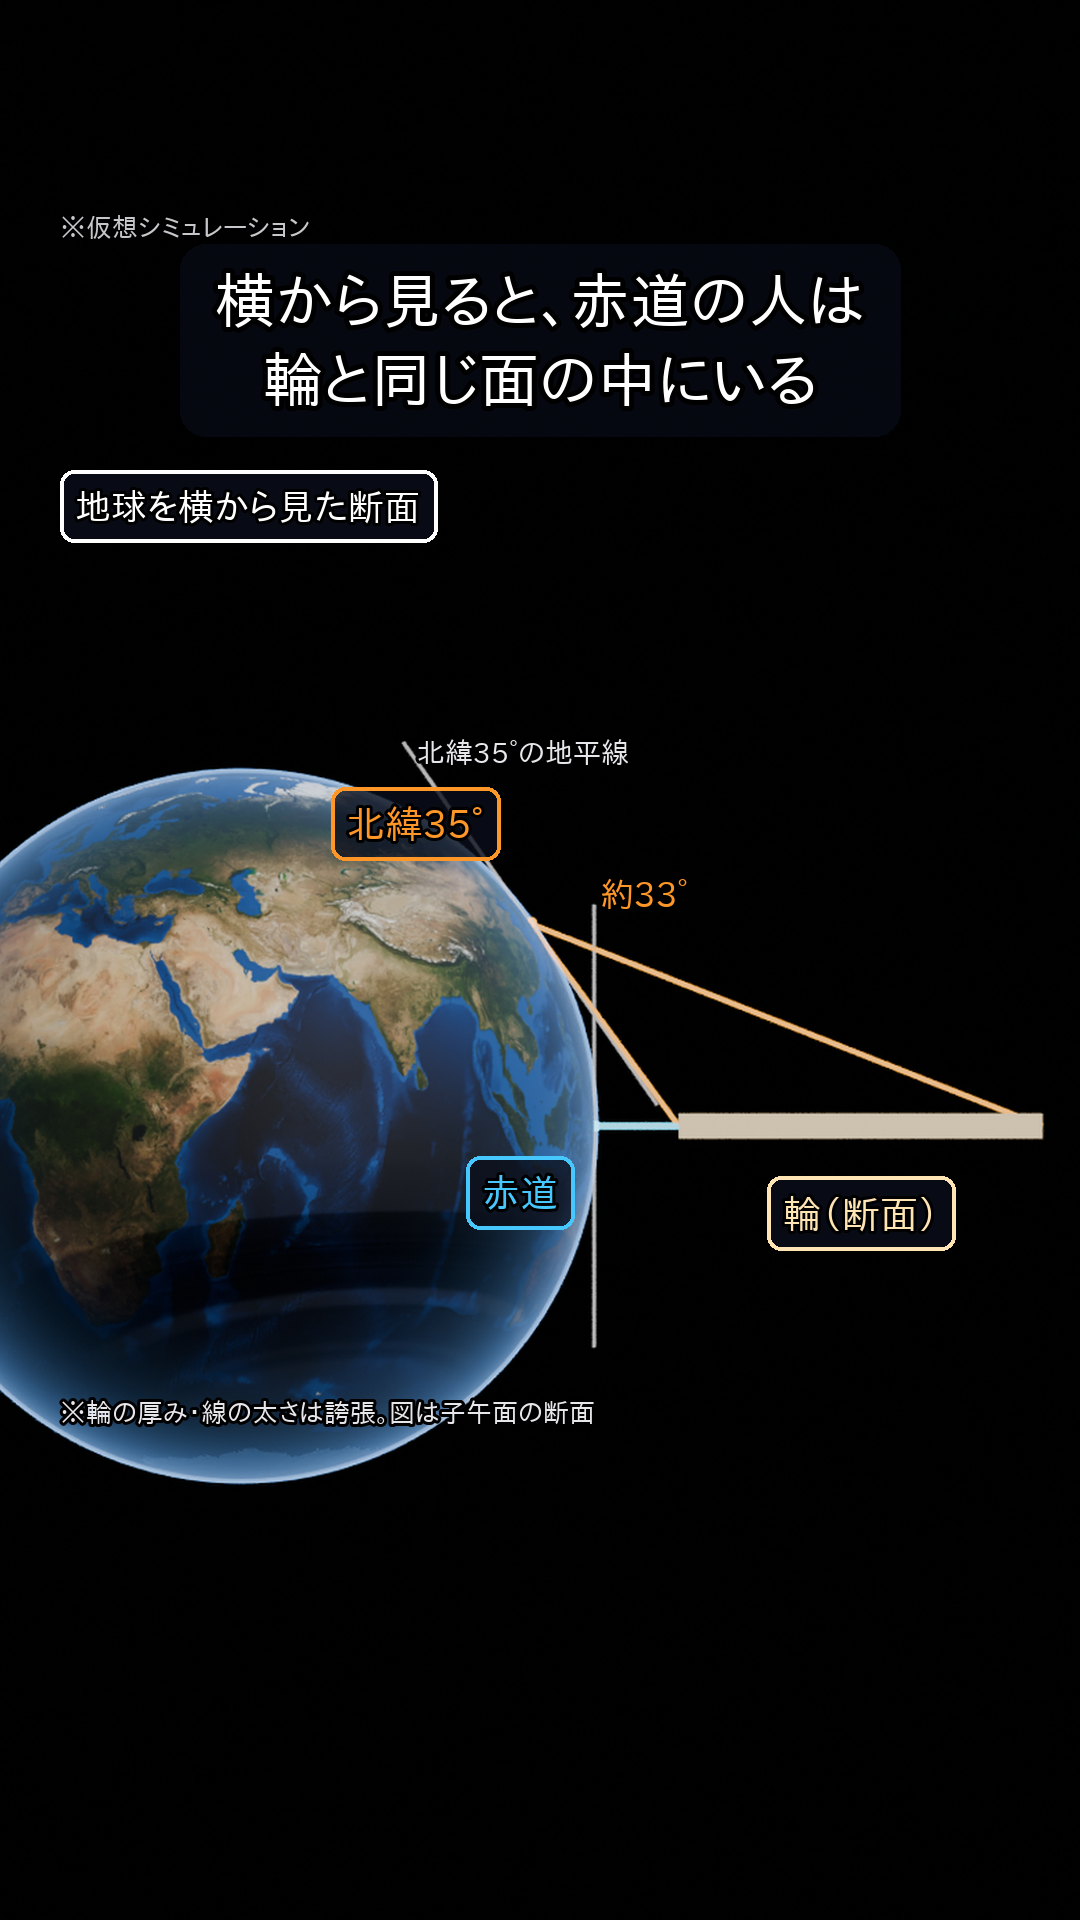 ※仮想シミュレーション
横から見ると、赤道の人は
輪と同じ面の中にいる
地球を横から見た断面
北緯35°の地平線
北緯35°
約33°
赤道
輪（断面）
※輪の厚み・線の太さは誇張。図は子午面の断面